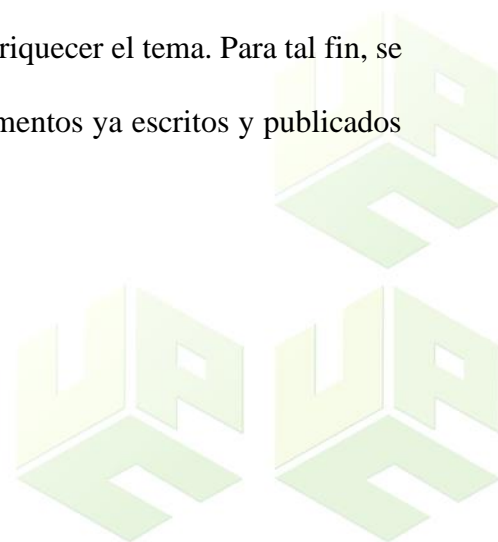 riquecer el tema. Para tal fin, se
mentos ya escritos y publicados